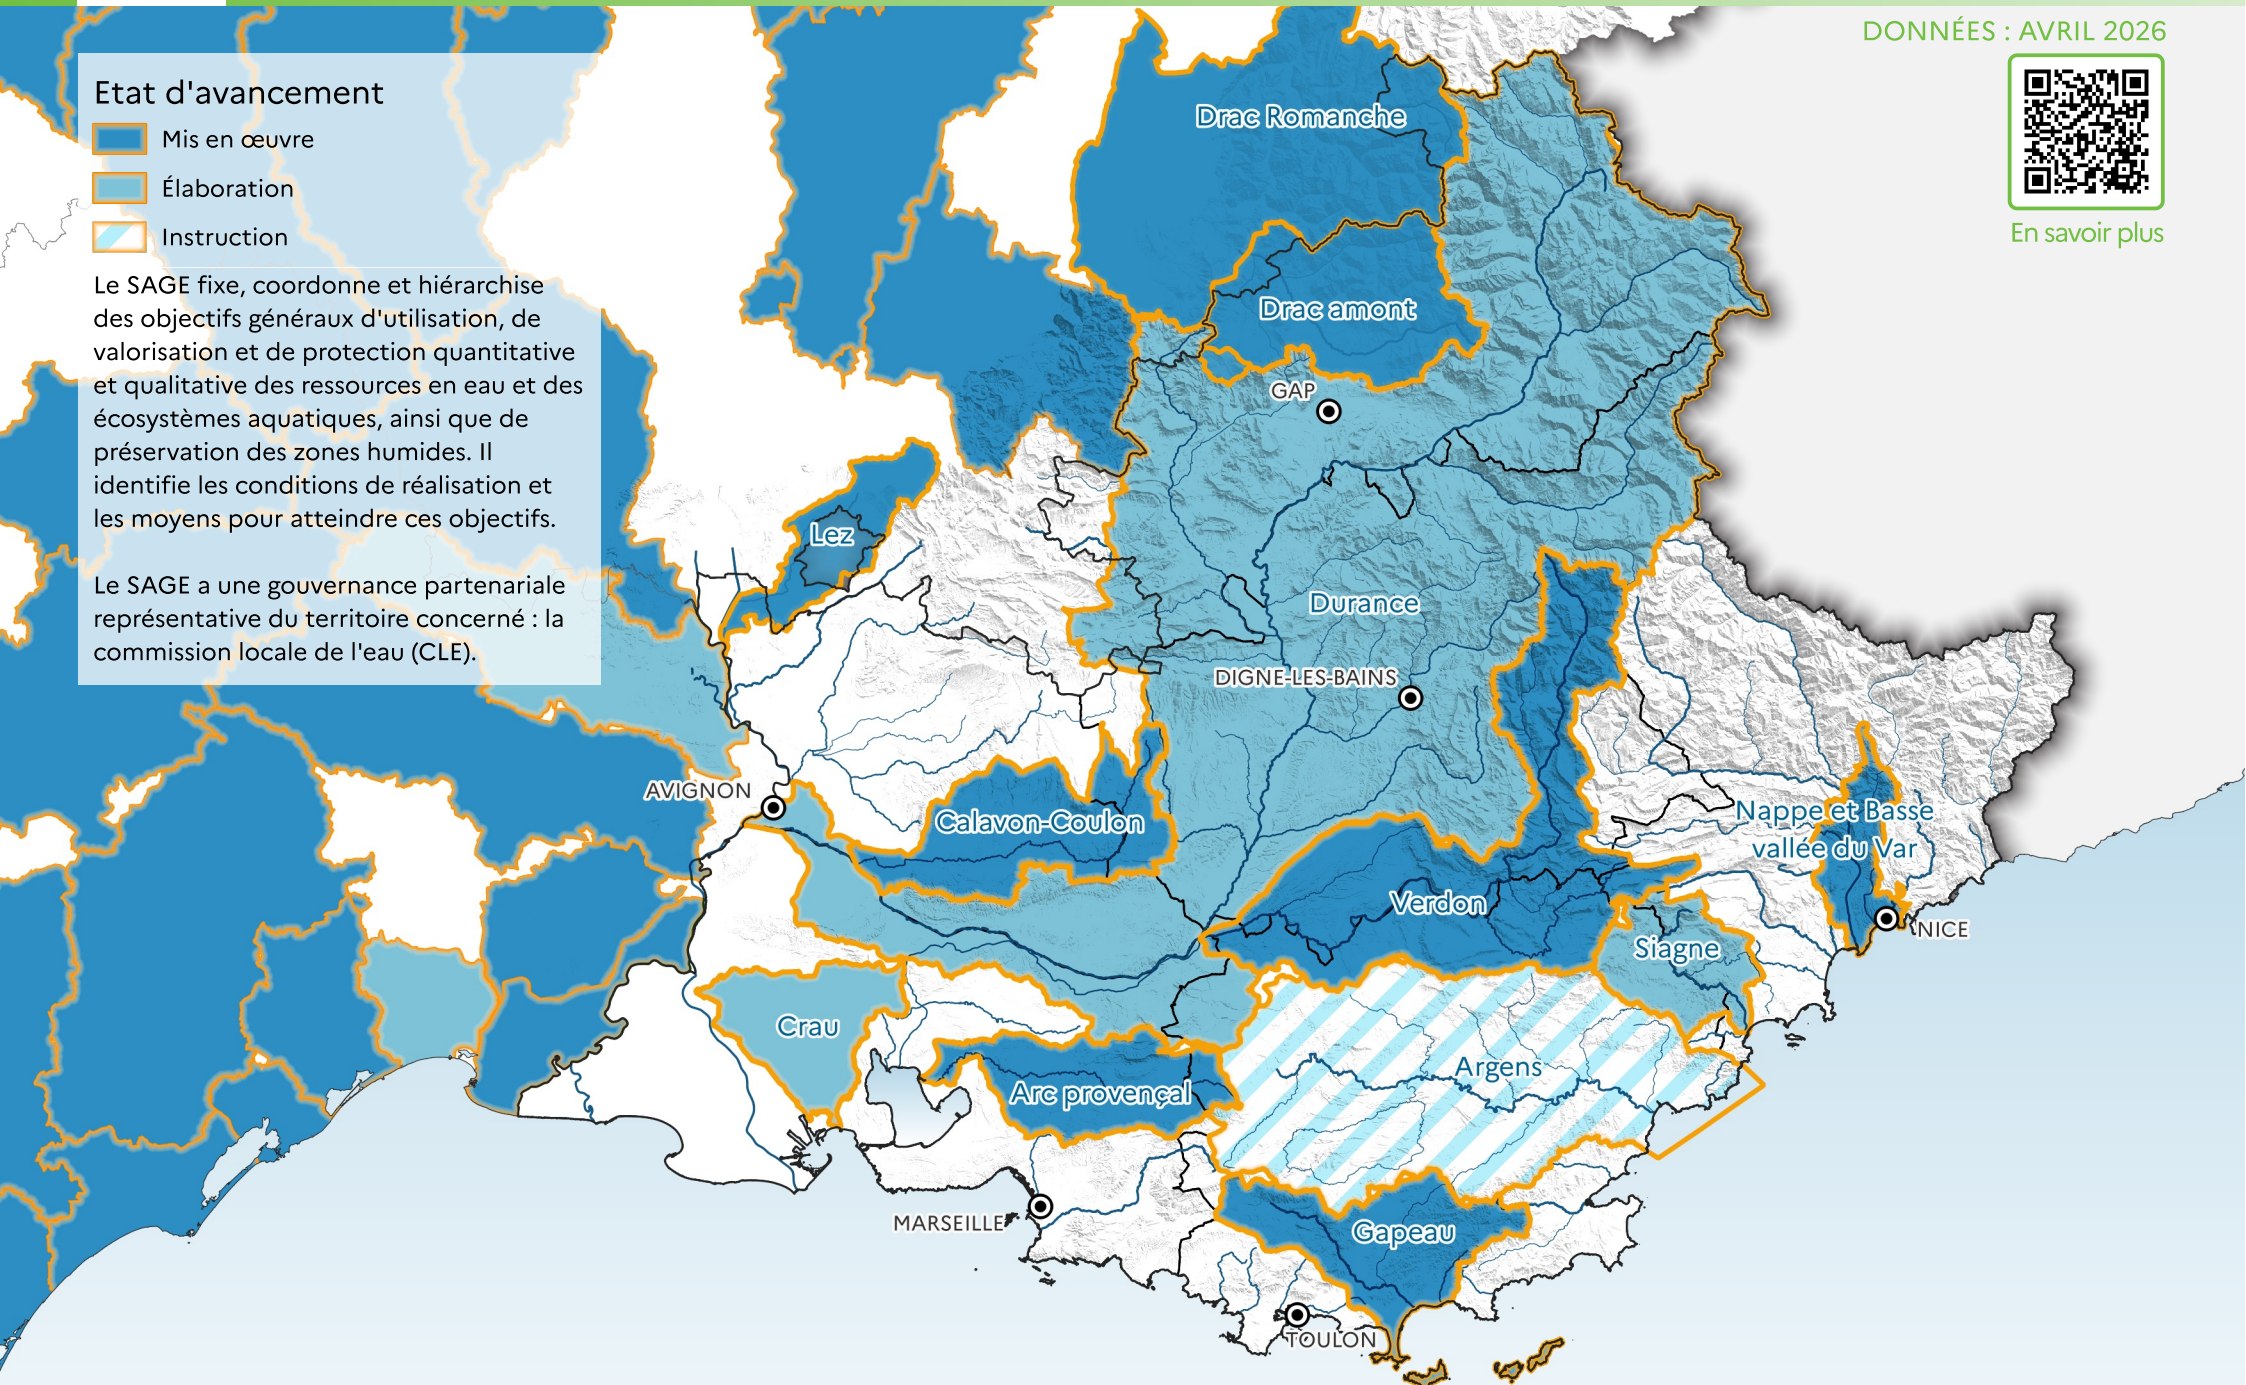 DONNÉES : AVRIL 2026
En savoir plus
Etat d'avancement
Mis en œuvre
Élaboration
Instruction
Le SAGE fixe, coordonne et hiérarchise
des objectifs généraux d'utilisation, de
valorisation et de protection quantitative
et qualitative des ressources en eau et des
écosystèmes aquatiques, ainsi que de
préservation des zones humides. Il
identifie les conditions de réalisation et
les moyens pour atteindre ces objectifs.
Le SAGE a une gouvernance partenariale
représentative du territoire concerné : la
commission locale de l'eau (CLE).
Drac Romanche
Drac amont
GAP
Lez
Durance
DIGNE-LES-BAINS
AVIGNON
Calavon-Coulon
Nappe et Basse
vallée du Var
Verdon
NICE
Siagne
Crau
Argens
Arc provençal
MARSEILLE
Gapeau
TOULON